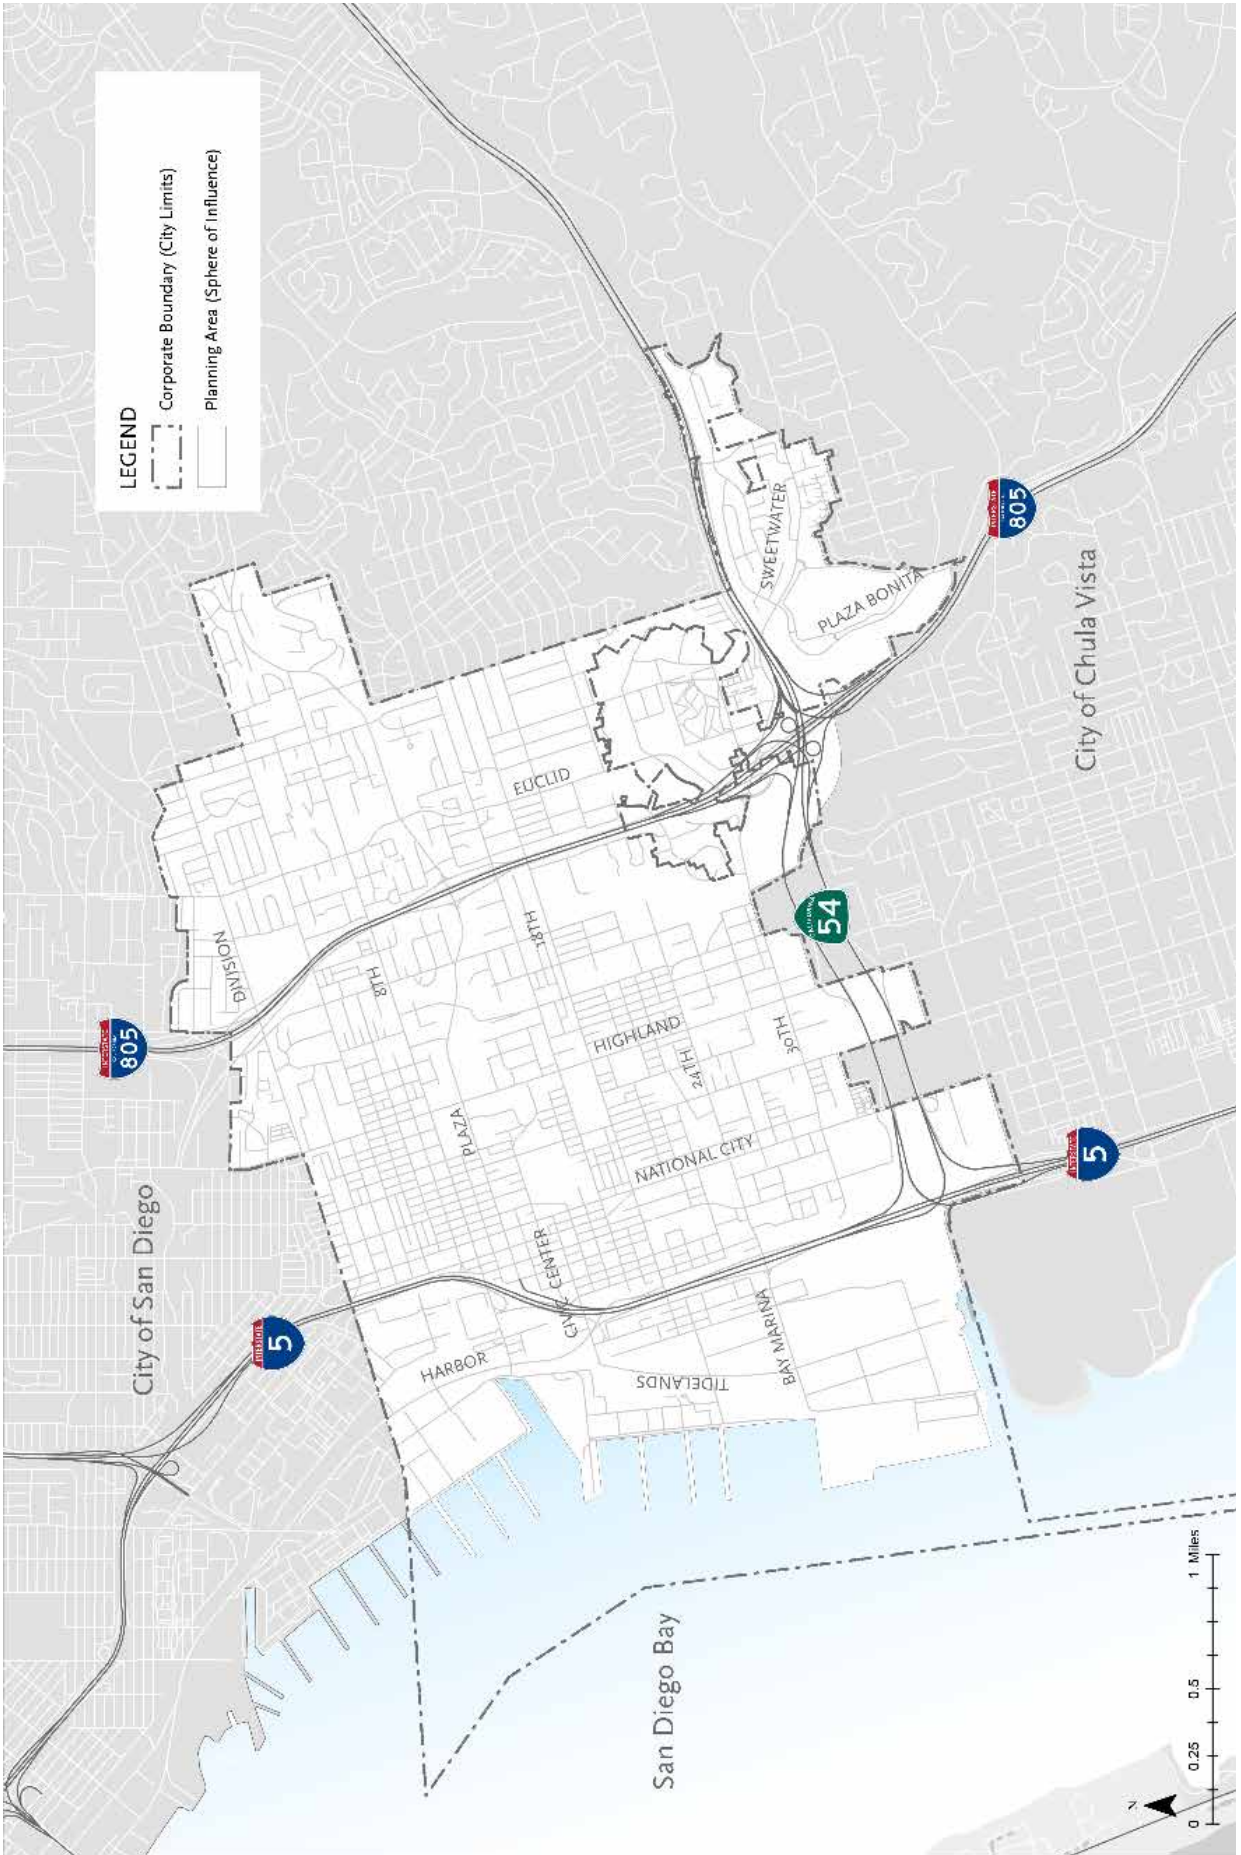 LEGEND
Corporate Boundary (City Limits)
Planning Area (Sphere of Influence)
City of San Diego
805
5
DIVISION
8TH
PLAZA
HARBOR
18TH
EUCLID
CIVIC CENTER
HIGHLAND
24TH
NATIONAL CITY
TIDELANDS
30TH
BAY MARINA
SWEETWATER
PLAZA BONITA
54
805
5
City of Chula Vista
San Diego Bay
N
0 0.25 0.5 1 Miles